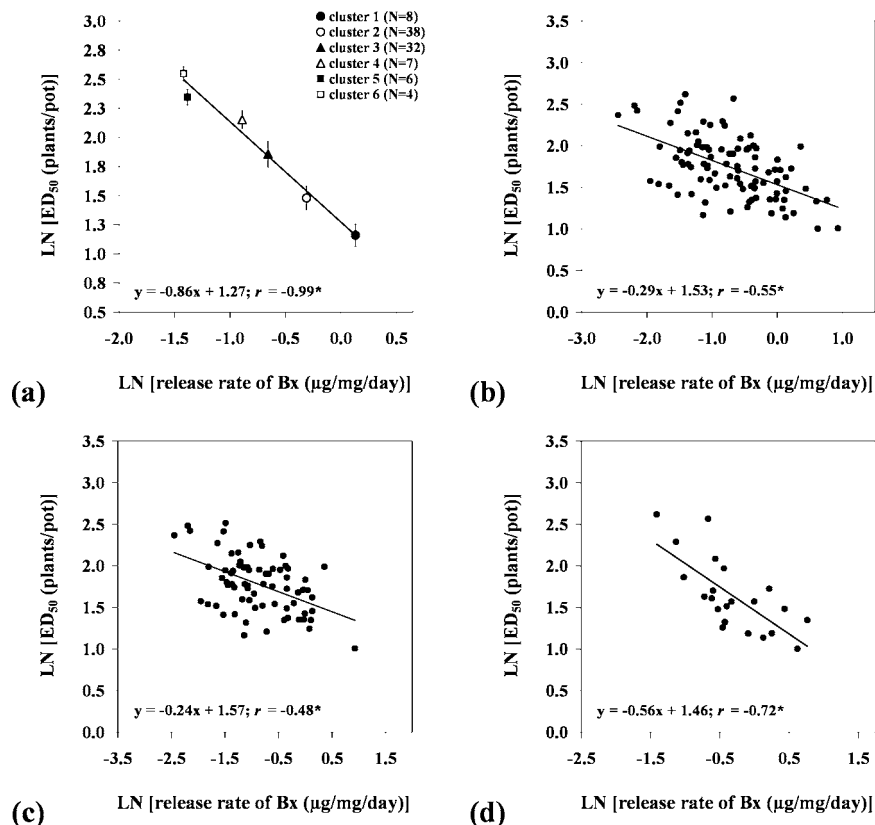 cluster 1 (N=8)
cluster 2 (N=38)
cluster 3 (N=32)
cluster 4 (N=7)
cluster 5 (N=6)
cluster 6 (N=4)
LN [ED50 (plants/pot)]
3.0
2.8
2.5
2.3
2.0
1.8
1.5
1.3
1.0
0.8
0.5
y = -0.86x + 1.27; r = -0.99*
-2.0 -1.5 -1.0 -0.5 0.0 0.5
LN [release rate of Bx (µg/mg/day)]
(a)
LN [ED50 (plants/pot)]
3.5
3.0
2.5
2.0
1.5
1.0
0.5
0.0
y = -0.29x + 1.53; r = -0.55*
-3.0 -2.0 -1.0 0.0 1.0
LN [release rate of Bx (µg/mg/day)]
(b)
LN [ED50 (plants/pot)]
3.5
3.0
2.5
2.0
1.5
1.0
0.5
0.0
y = -0.24x + 1.57; r = -0.48*
-3.5 -2.5 -1.5 -0.5 0.5 1.5
LN [release rate of Bx (µg/mg/day)]
(c)
LN [ED50 (plants/pot)]
3.5
3.0
2.5
2.0
1.5
1.0
0.5
0.0
y = -0.56x + 1.46; r = -0.72*
-2.5 -1.5 -0.5 0.5 1.5
LN [release rate of Bx (µg/mg/day)]
(d)